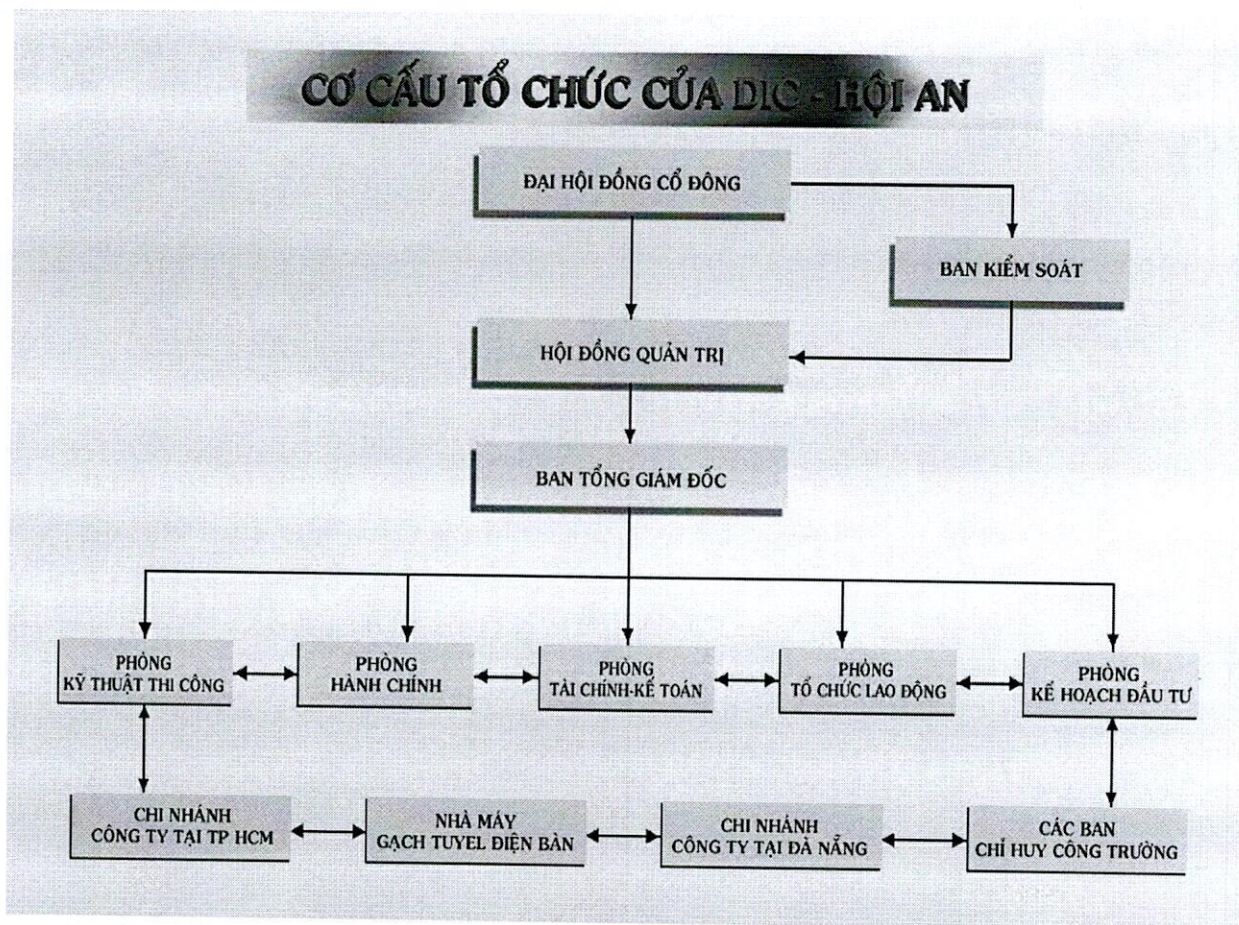 CƠ CẤU TỔ CHỨC CỦA DIC - HỘI AN
ĐẠI HỘI ĐỒNG CỔ ĐÔNG
BAN KIỂM SOÁT
HỘI ĐỒNG QUẢN TRỊ
BAN TỔNG GIÁM ĐỐC
PHÒNG
KỸ THUẬT THI CÔNG
PHÒNG
HÀNH CHÍNH
PHÒNG
TÀI CHÍNH-KẾ TOÁN
PHÒNG
TỔ CHỨC LAO ĐỘNG
PHÒNG
KẾ HOẠCH ĐẦU TƯ
CHI NHÁNH
CÔNG TY TẠI TP HCM
NHÀ MÁY
GẠCH TUYEL ĐIỆN BÀN
CHI NHÁNH
CÔNG TY TẠI ĐÀ NẴNG
CÁC BAN
CHỈ HUY CÔNG TRƯỜNG